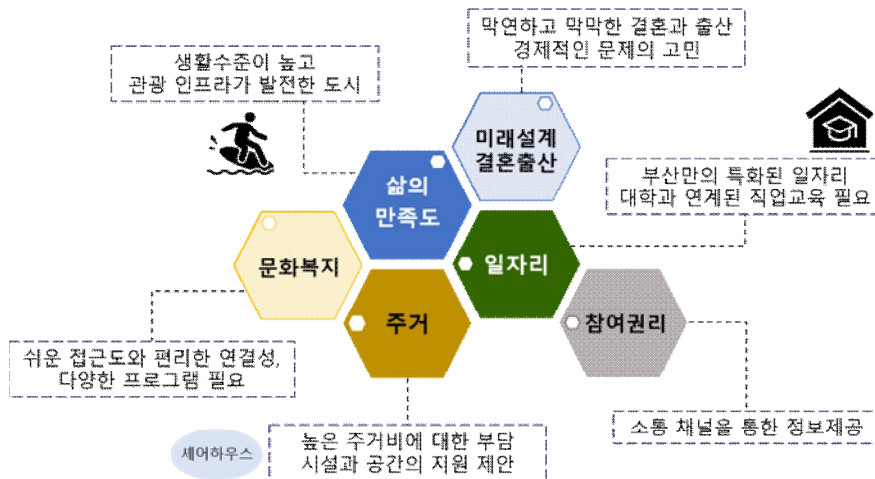 막연하고 막막한 결혼과 출산
경제적인 문제의 고민
생활수준이 높고
관광 인프라가 발전한 도시
미래설계
결혼출산
삶의
만족도
부산만의 특화된 일자리
대학과 연계된 직업교육 필요
문화복지
일자리
주거
참여권리
쉬운 접근도와 편리한 연결성,
다양한 프로그램 필요
소통 채널을 통한 정보제공
셰어하우스
높은 주거비에 대한 부담
시설과 공간의 지원 제안